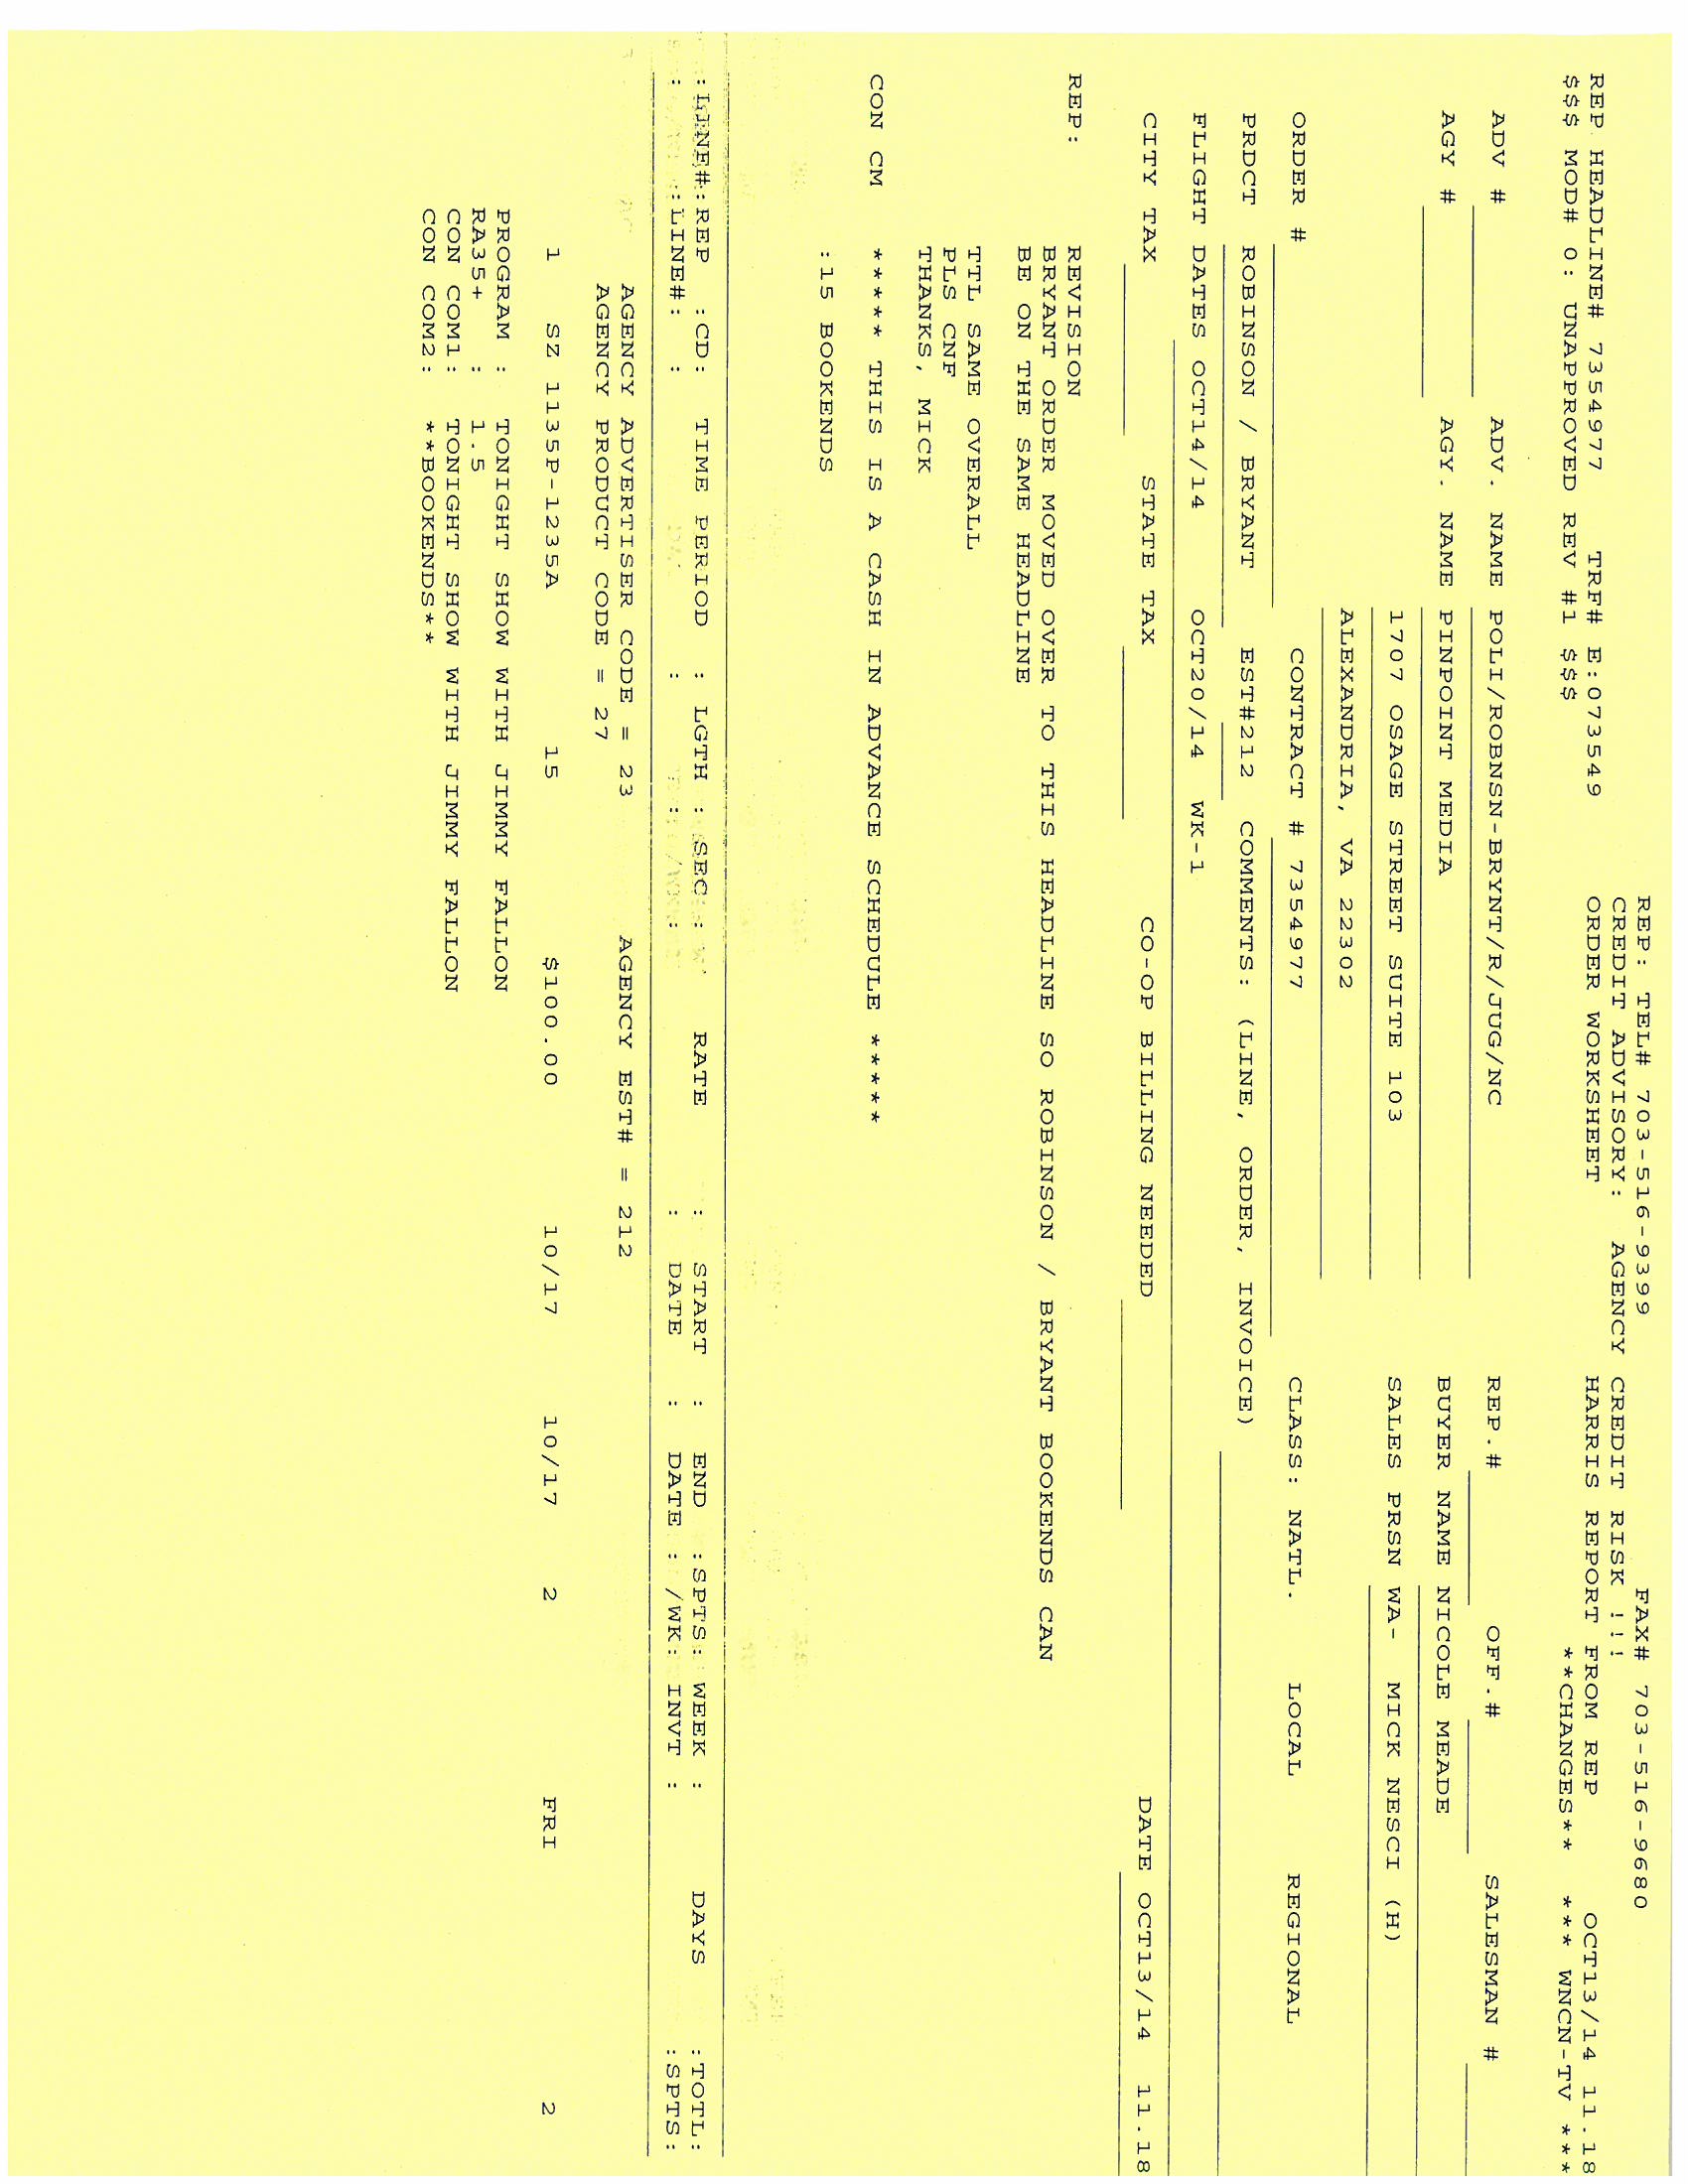 REP: TEL# 703-516-9399 FAX# 703-516-9680
CREDIT ADVISORY: AGENCY CREDIT RISK !!!
ORDER WORKSHEET HARRIS REPORT FROM REP OCT13/14 11.18
REP HEADLINE# 7354977 TRF# E:073549
$$$ MOD# 0: UNAPPROVED REV #1 $$$ **CHANGES** *** WNCN-TV ***
ADV # ADV. NAME POLI/ROBNSN-BRYNT/R/JUG/NC REP.# OFF.# SALESMAN #
AGY # AGY. NAME PINPOINT MEDIA BUYER NAME NICOLE MEADE
1707 OSAGE STREET SUITE 103 SALES PRSN WA- MICK NESCI (H)
ALEXANDRIA, VA 22302
ORDER # CONTRACT # 7354977 CLASS: NATL. LOCAL REGIONAL
PRDCT ROBINSON / BRYANT EST#212 COMMENTS: (LINE, ORDER, INVOICE)
FLIGHT DATES OCT14/14 OCT20/14 WK-1
CITY TAX STATE TAX CO-OP BILLING NEEDED DATE OCT13/14 11.18
REP: REVISION
BRYANT ORDER MOVED OVER TO THIS HEADLINE SO ROBINSON / BRYANT BOOKENDS CAN
BE ON THE SAME HEADLINE
TTL SAME OVERALL
PLS CNF
THANKS, MICK
CON CM ***** THIS IS A CASH IN ADVANCE SCHEDULE *****
:15 BOOKENDS
:LINE#:REP :CD: TIME PERIOD : LGTH :SEC: RATE : START : END :SPTS: WEEK : DAYS :TOTL:
: :LINE#: : : : : : DATE : DATE : /WK: INVT : :SPTS:
AGENCY ADVERTISER CODE = 23 AGENCY EST# = 212
AGENCY PRODUCT CODE = 27
1 SZ 1135P-1235A 15 $100.00 10/17 10/17 2 FRI 2
PROGRAM : TONIGHT SHOW WITH JIMMY FALLON
RA35+ : 1.5
CON COM1: TONIGHT SHOW WITH JIMMY FALLON
CON COM2: **BOOKENDS**